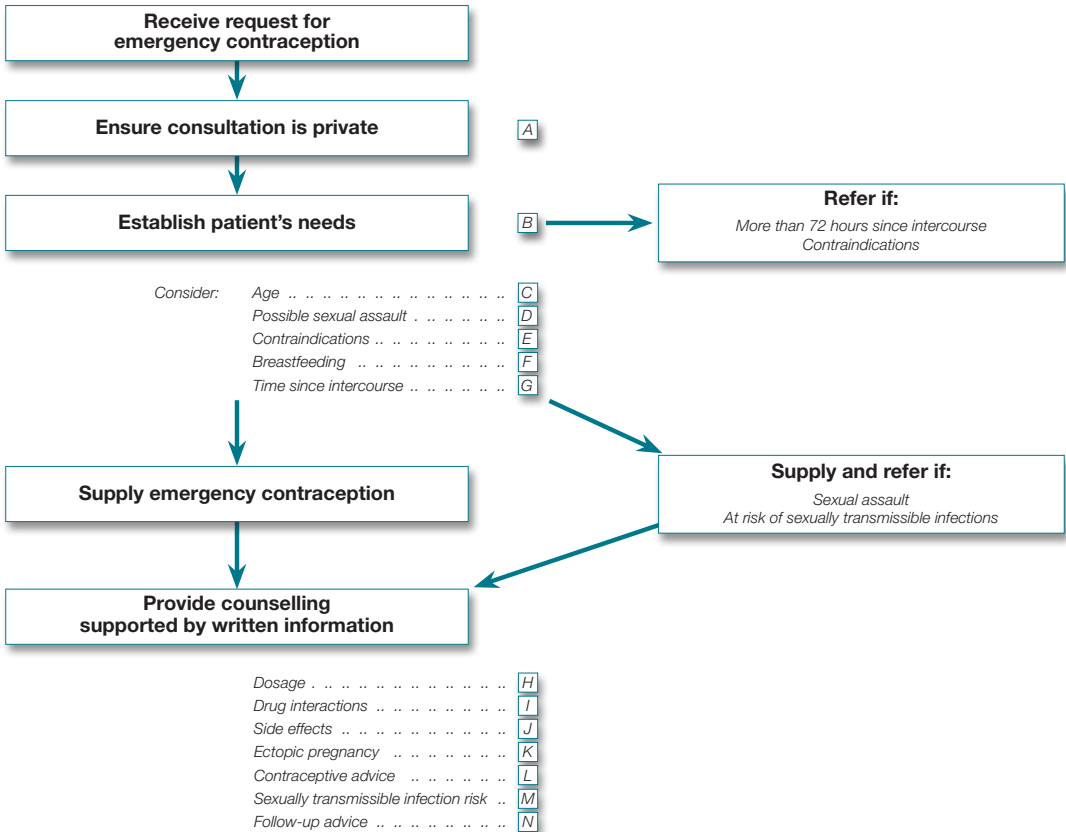 Receive request for
emergency contraception
Ensure consultation is private
A
Establish patient's needs
B
Refer if:
More than 72 hours since intercourse
Contraindications
Consider: Age .. .. .. .. .. .. .. .. .. .. .. .. .. C
Possible sexual assault . .. .. .. .. .. D
Contraindications .. .. .. .. .. .. .. .. E
Breastfeeding .. .. .. .. .. .. .. .. .. F
Time since intercourse .. .. .. .. .. .. G
Supply emergency contraception
Supply and refer if:
Sexual assault
At risk of sexually transmissible infections
Provide counselling
supported by written information
Dosage . .. .. .. .. .. .. .. .. .. .. .. H
Drug interactions .. .. .. .. .. .. .. .. I
Side effects .. .. .. .. .. .. .. .. .. .. J
Ectopic pregnancy .. .. .. .. .. .. .. K
Contraceptive advice .. .. .. .. .. .. L
Sexually transmissible infection risk .. M
Follow-up advice .. .. .. .. .. .. .. .. N